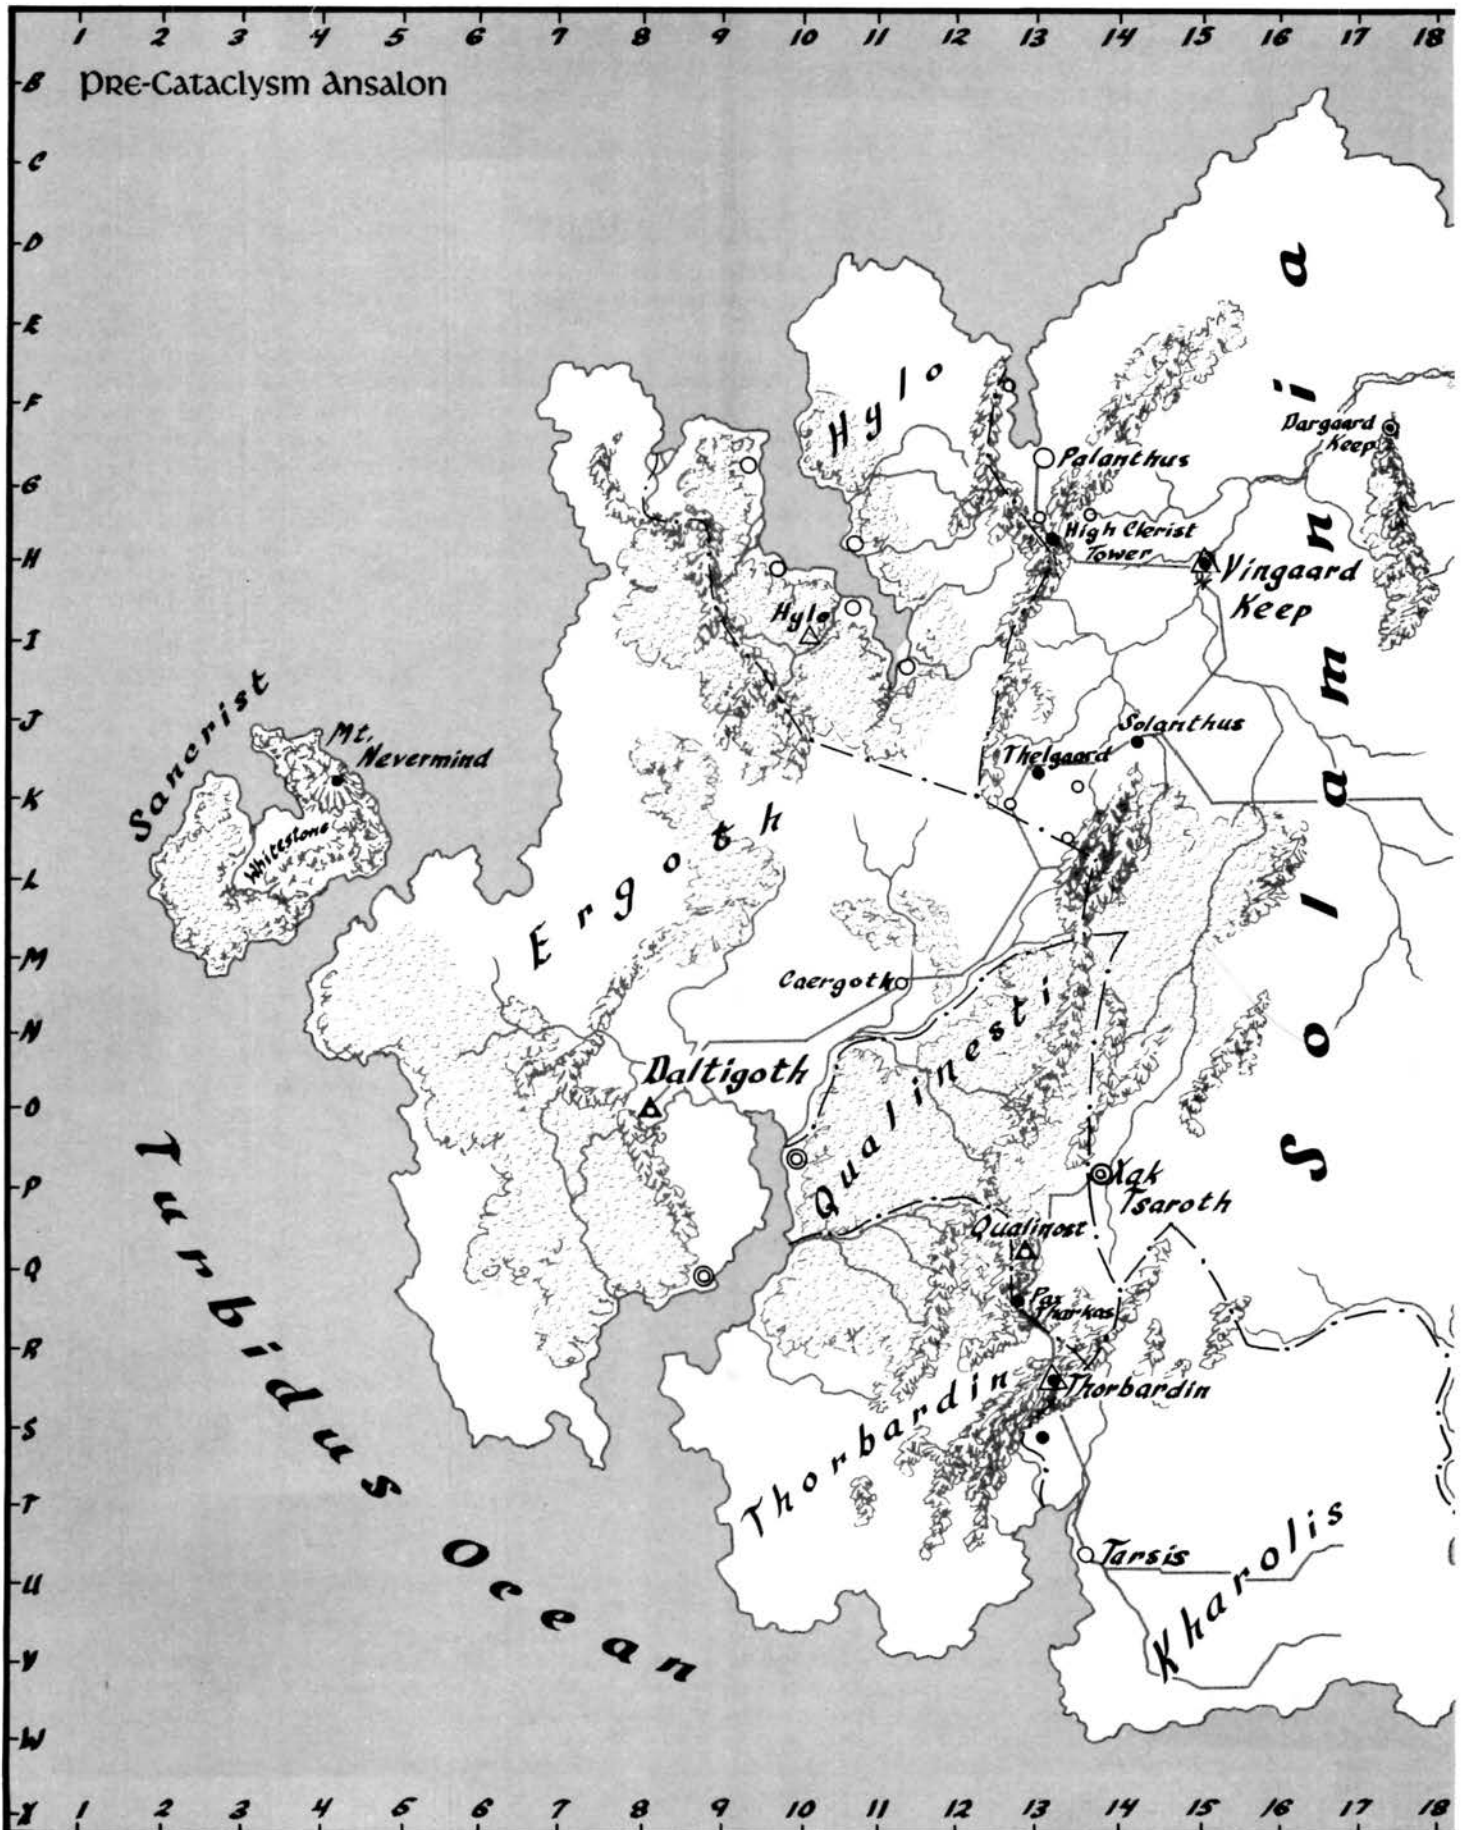 1 2 3 4 5 6 7 8 9 10 11 12 13 14 15 16 17 18
B
Pre-Cataclysm Ansalon
C
D
E
F
G
H
I
J
K
L
M
N
O
P
Q
R
S
T
U
V
W
X
Hylo
Palanthus
Dargaard
Keep
High Clerist
Tower
Vingaard
Keep
Hylo
Sancrist
Mt.
Nevermind
Whitestone
Solanthus
Thelgaard
Ergoth
Solamnia
Caergoth
Qualinesti
Daltigoth
Xak
Tsaroth
Qualinost
Pax
Tharkas
Thorbardin
Thorbardin
Turbidus Ocean
Tarsis
Kharolis
1 2 3 4 5 6 7 8 9 10 11 12 13 14 15 16 17 18